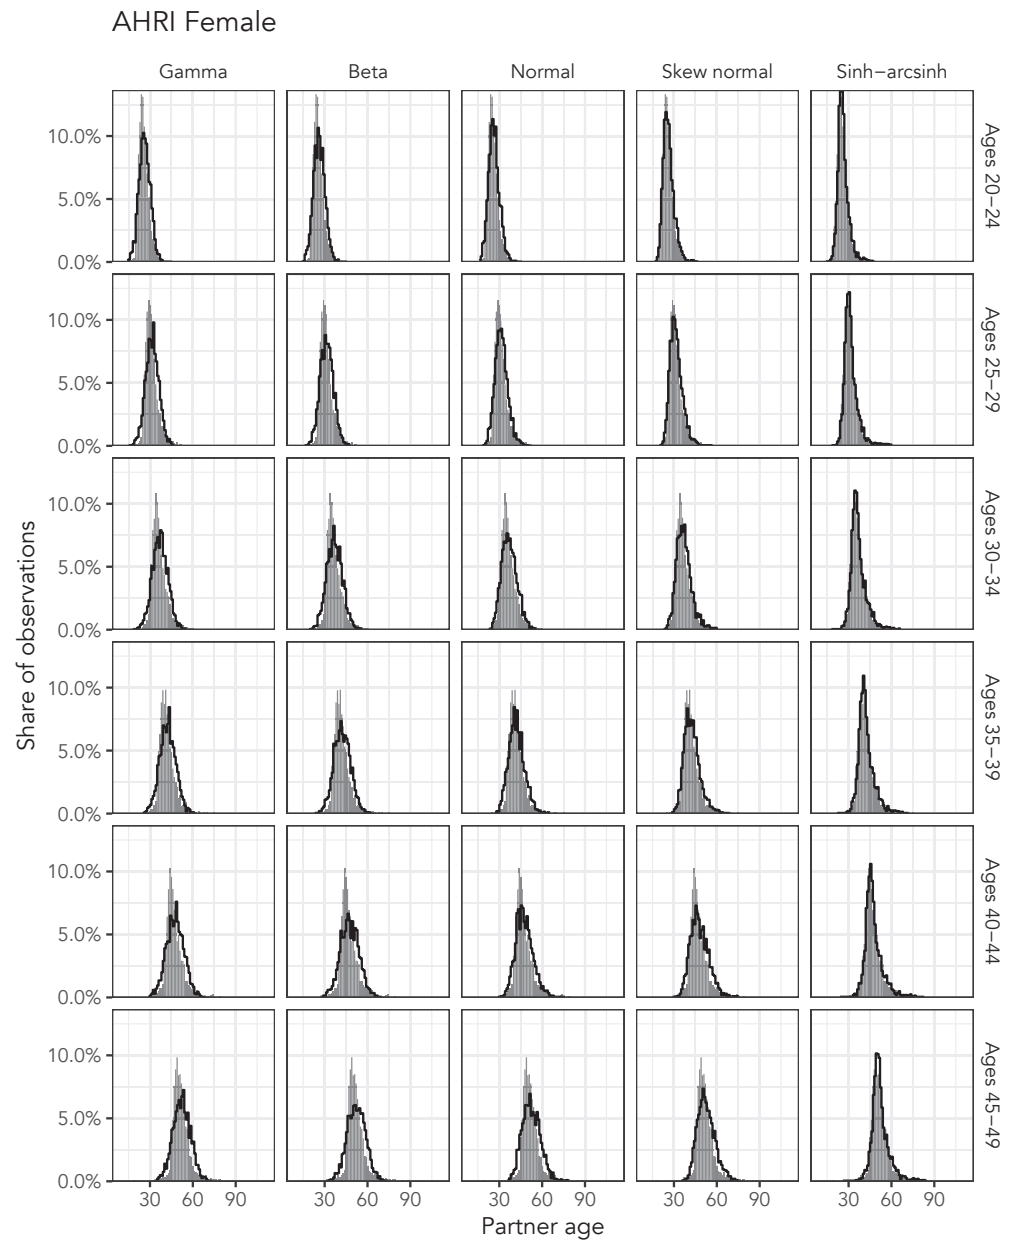 AHRI Female
Gamma Beta Normal Skew normal Sinh−arcsinh
10.0%
5.0%
0.0%
Ages 20−24
10.0%
5.0%
0.0%
Ages 25−29
10.0%
5.0%
0.0%
Ages 30−34
10.0%
5.0%
0.0%
Ages 35−39
10.0%
5.0%
0.0%
Ages 40−44
10.0%
5.0%
0.0%
Ages 45−49
Share of observations
30 60 90 30 60 90 30 60 90 30 60 90 30 60 90
Partner age